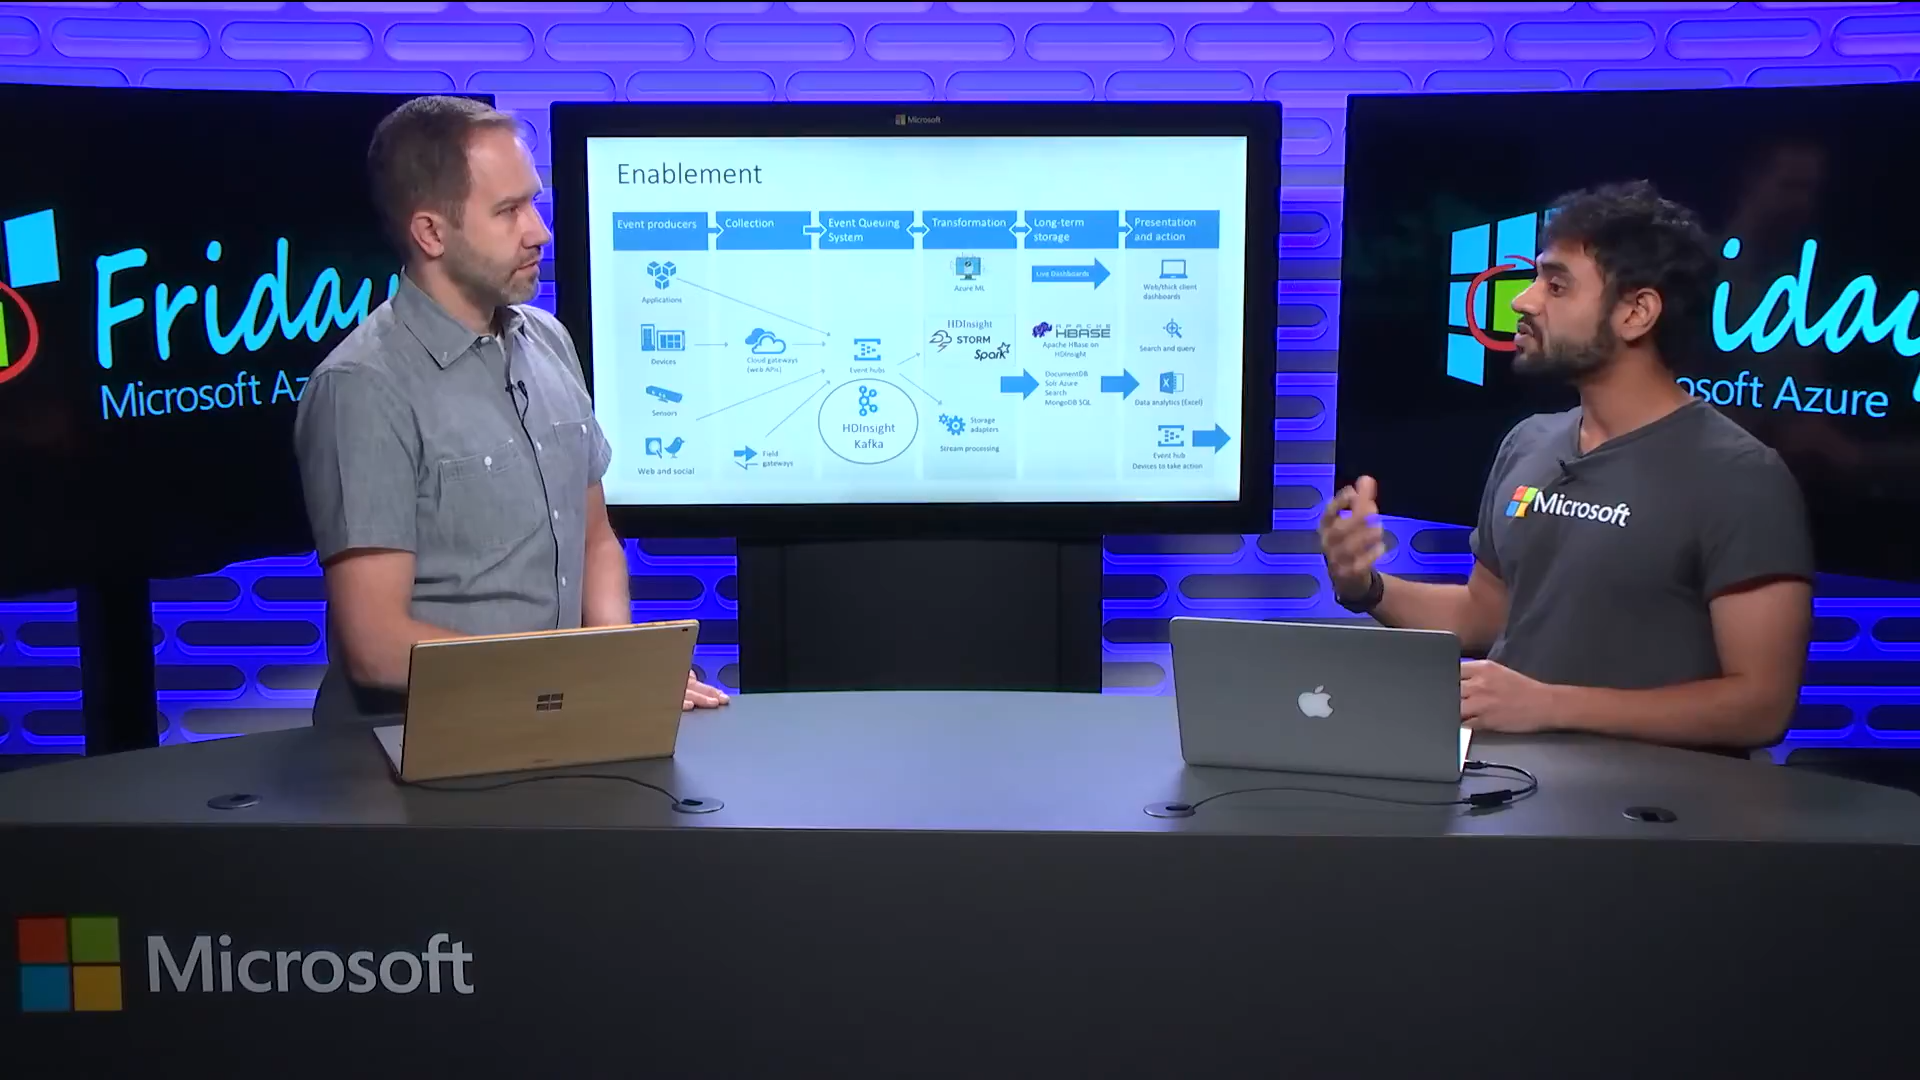 Microsoft
Enablement
Event producers
Collection
Event Queuing
System
Transformation
Long-term
storage
Presentation
and action
Applications
Devices
Sensors
Web and social
Cloud gateways
(web APIs)
Field
gateways
Event hubs
HDInsight
Kafka
Azure ML
HDInsight
STORM
Spark
Storage
adapters
Stream processing
Live Dashboards
APACHE
HBASE
Apache HBase on
HDInsight
DocumentDB
Solr Azure
Search
MongoDB SQL
Web/thick client
dashboards
Search and query
Data analytics (Excel)
Event hub
Devices to take action
Friday
Microsoft Az
iday
osoft Azure
Microsoft
Microsoft